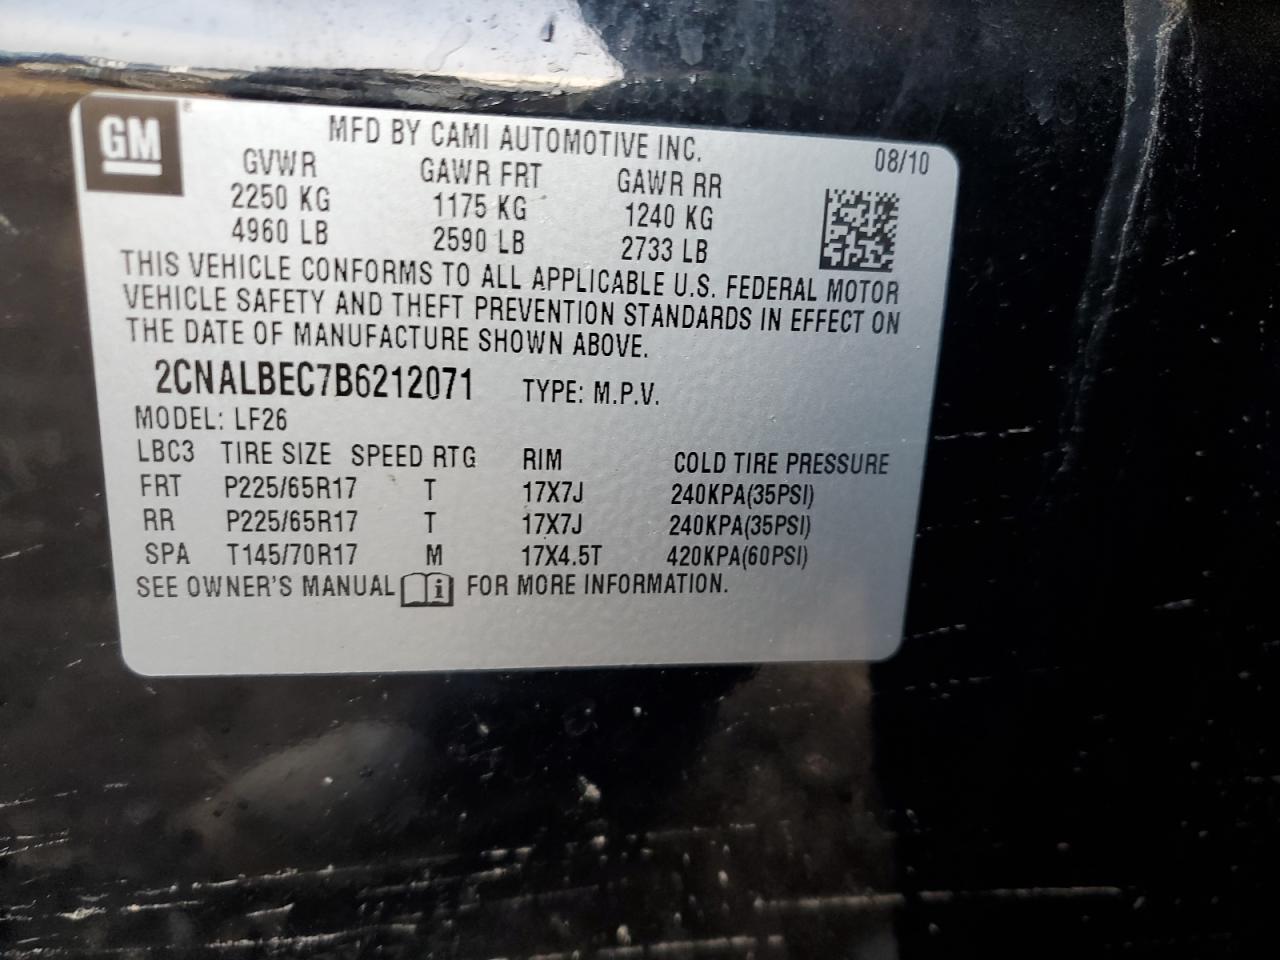 GM ®
MFD BY CAMI AUTOMOTIVE INC. 08/10
GVWR GAWR FRT GAWR RR
2250 KG 1175 KG 1240 KG
4960 LB 2590 LB 2733 LB
THIS VEHICLE CONFORMS TO ALL APPLICABLE U.S. FEDERAL MOTOR
VEHICLE SAFETY AND THEFT PREVENTION STANDARDS IN EFFECT ON
THE DATE OF MANUFACTURE SHOWN ABOVE.
2CNALBEC7B6212071 TYPE: M.P.V.
MODEL: LF26
LBC3 TIRE SIZE SPEED RTG RIM COLD TIRE PRESSURE
FRT P225/65R17 T 17X7J 240KPA(35PSI)
RR P225/65R17 T 17X7J 240KPA(35PSI)
SPA T145/70R17 M 17X4.5T 420KPA(60PSI)
SEE OWNER'S MANUAL i FOR MORE INFORMATION.